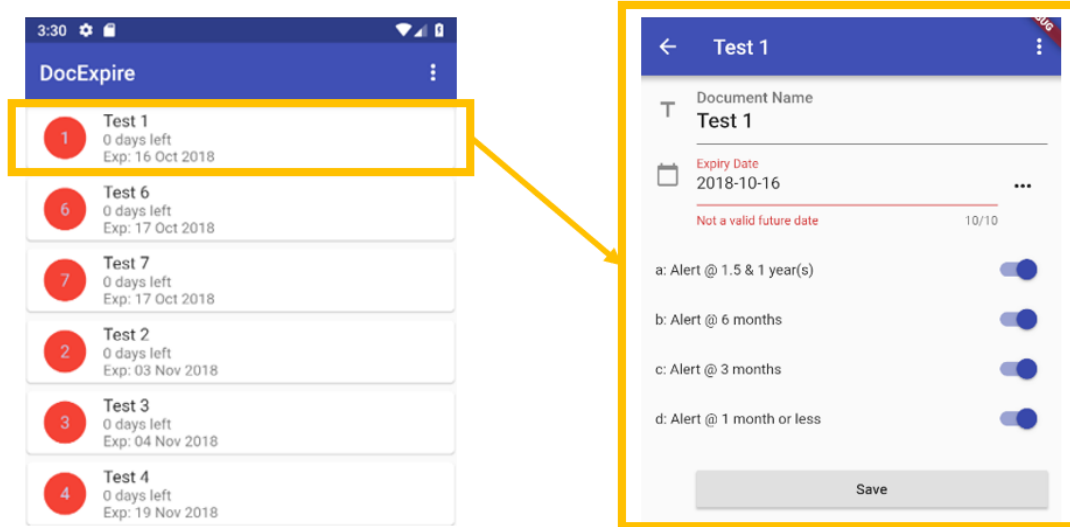 3:30
DocExpire
1
Test 1
0 days left
Exp: 16 Oct 2018
6
Test 6
0 days left
Exp: 17 Oct 2018
7
Test 7
0 days left
Exp: 17 Oct 2018
2
Test 2
0 days left
Exp: 03 Nov 2018
3
Test 3
0 days left
Exp: 04 Nov 2018
4
Test 4
0 days left
Exp: 19 Nov 2018
Test 1
Document Name
Test 1
Expiry Date
2018-10-16
Not a valid future date 10/10
a: Alert @ 1.5 & 1 year(s)
b: Alert @ 6 months
c: Alert @ 3 months
d: Alert @ 1 month or less
Save